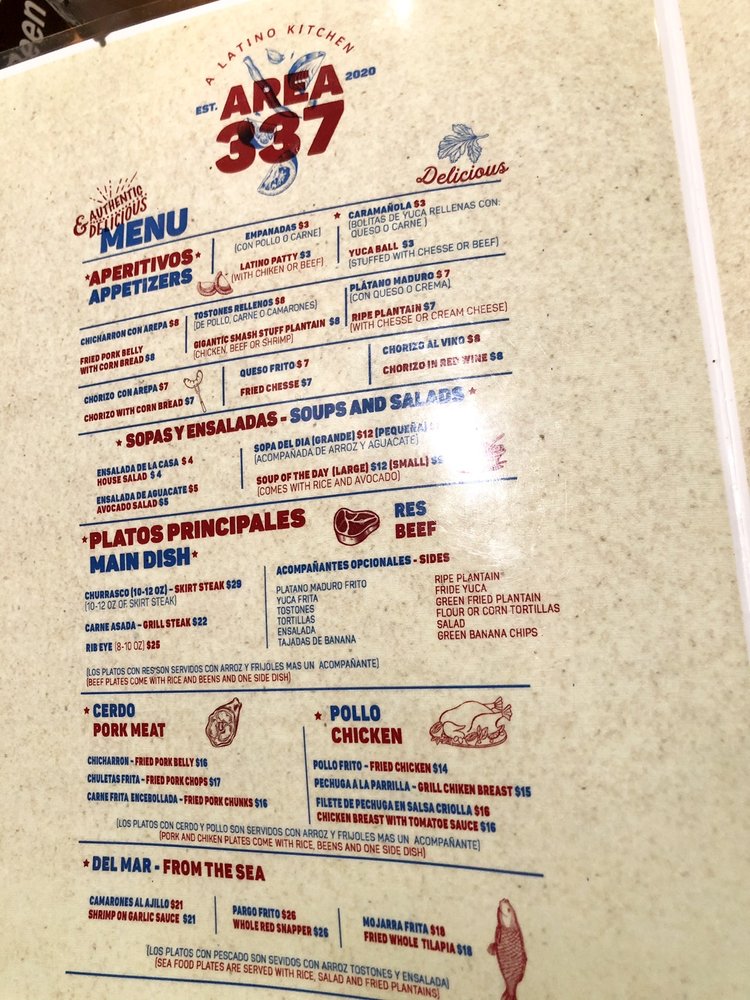 een
A LATINO KITCHEN
EST. AREA 2020
337
& AUTHENTIC
DELICIOUS
Delicious
MENU
*APERITIVOS
APPETIZERS
EMPANADAS $3
(CON POLLO O CARNE)
LATINO PATTY $3
(WITH CHIKEN OR BEEF)
CARAMAÑOLA $3
(BOLITAS DE YUCA RELLENAS CON:
QUESO O CARNE )
YUCA BALL $3
(STUFFED WITH CHESSE OR BEEF)
CHICHARRON CON AREPA $8
FRIED PORK BELLY
WITH CORN BREAD $8
TOSTONES RELLENOS $8
(DE POLLO, CARNE O CAMARONES)
GIGANTIC SMASH STUFF PLANTAIN $8
(CHICKEN, BEEF OR SHRIMP)
PLÁTANO MADURO $ 7
(CON QUESO O CREMA)
RIPE PLANTAIN $7
(WITH CHESSE OR CREAM CHEESE)
CHORIZO CON AREPA $7
CHORIZO WITH CORN BREAD $7
QUESO FRITO $ 7
FRIED CHESSE $7
CHORIZO AL VINO $8
CHORIZO IN RED WINE $8
* SOPAS Y ENSALADAS - SOUPS AND SALADS *
ENSALADA DE LA CASA $ 4
HOUSE SALAD $ 4
ENSALADA DE AGUACATE $5
AVOCADO SALAD $5
SOPA DEL DIA (GRANDE) $12 (PEQUEÑA)
(ACOMPAÑADA DE ARROZ Y AGUACATE)
SOUP OF THE DAY (LARGE) $12 (SMALL)
(COMES WITH RICE AND AVOCADO)
*PLATOS PRINCIPALES
MAIN DISH*
RES
BEEF
CHURRASCO (10-12 OZ) - SKIRT STEAK $29
(10-12 OZ OF SKIRT STEAK)
CARNE ASADA - GRILL STEAK $22
RIB EYE (8-10 OZ) $25
ACOMPAÑANTES OPCIONALES - SIDES
PLATANO MADURO FRITO
YUCA FRITA
TOSTONES
TORTILLAS
ENSALADA
TAJADAS DE BANANA
RIPE PLANTAIN
FRIDE YUCA
GREEN FRIED PLANTAIN
FLOUR OR CORN TORTILLAS
SALAD
GREEN BANANA CHIPS
(LOS PLATOS CON RES SON SERVIDOS CON ARROZ Y FRIJOLES MAS UN ACOMPAÑANTE)
(BEEF PLATES COME WITH RICE AND BEENS AND ONE SIDE DISH)
* CERDO
PORK MEAT
CHICHARRON - FRIED PORK BELLY $16
CHULETAS FRITA - FRIED PORK CHOPS $17
CARNE FRITA ENCEBOLLADA - FRIED PORK CHUNKS $16
* POLLO
CHICKEN
POLLO FRITO - FRIED CHICKEN $14
PECHUGA A LA PARRILLA - GRILL CHIKEN BREAST $15
FILETE DE PECHUGA EN SALSA CRIOLLA $16
CHICKEN BREAST WITH TOMATOE SAUCE $16
(LOS PLATOS CON CERDO Y POLLO SON SERVIDOS CON ARROZ Y FRIJOLES MAS UN ACOMPAÑANTE)
(PORK AND CHIKEN PLATES COME WITH RICE, BEENS AND ONE SIDE DISH)
* DEL MAR - FROM THE SEA
CAMARONES AL AJILLO $21
SHRIMP ON GARLIC SAUCE $21
PARGO FRITO $26
WHOLE RED SNAPPER $26
MOJARRA FRITA $18
FRIED WHOLE TILAPIA $18
(LOS PLATOS CON PESCADO SON SEVIDOS CON ARROZ TOSTONES Y ENSALADA)
(SEA FOOD PLATES ARE SERVED WITH RICE, SALAD AND FRIED PLANTAINS)